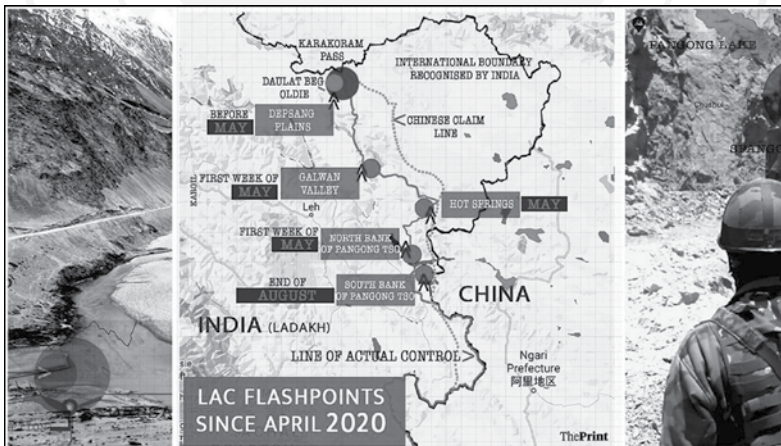 KARAKORAM
PASS
DAULAT BEG
OLDIE
INTERNATIONAL BOUNDARY
RECOGNISED BY INDIA
BEFORE
MAY
DEPSANG
PLAINS
CHINESE CLAIM
LINE
FIRST WEEK OF
MAY
GALWAN
VALLEY
KARGIL
Leh
HOT SPRINGS
MAY
FIRST WEEK OF
MAY
NORTH BANK
OF PANGONG TSO
END OF
AUGUST
SOUTH BANK
OF PANGONG TSO
CHINA
INDIA (LADAKH)
LINE OF ACTUAL CONTROL
Ngari
Prefecture
阿里地区
LAC FLASHPOINTS
SINCE APRIL 2020
ThePrint
PANGONG LAKE